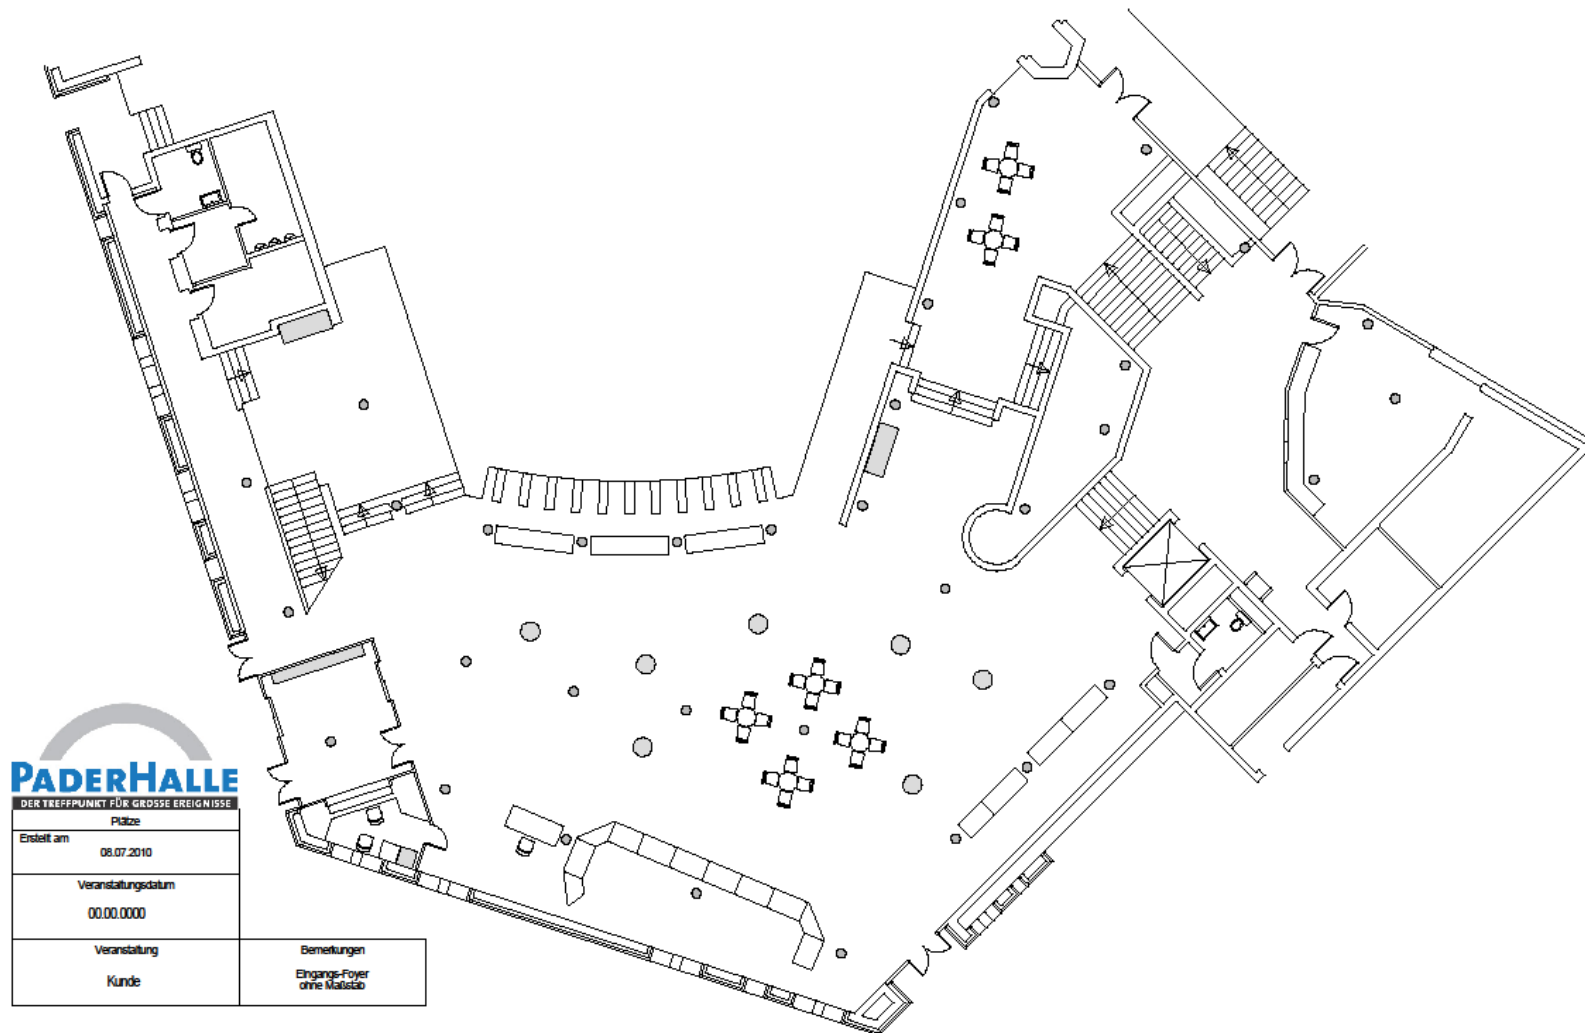 PADERHALLE
DER TREFFPUNKT FÜR GROSSE EREIGNISSE
Plätze
Erstellt am
08.07.2010
Veranstaltungsdatum
00.00.0000
Veranstaltung
Kunde
Bemerkungen
Eingangs-Foyer
ohne Maßstab